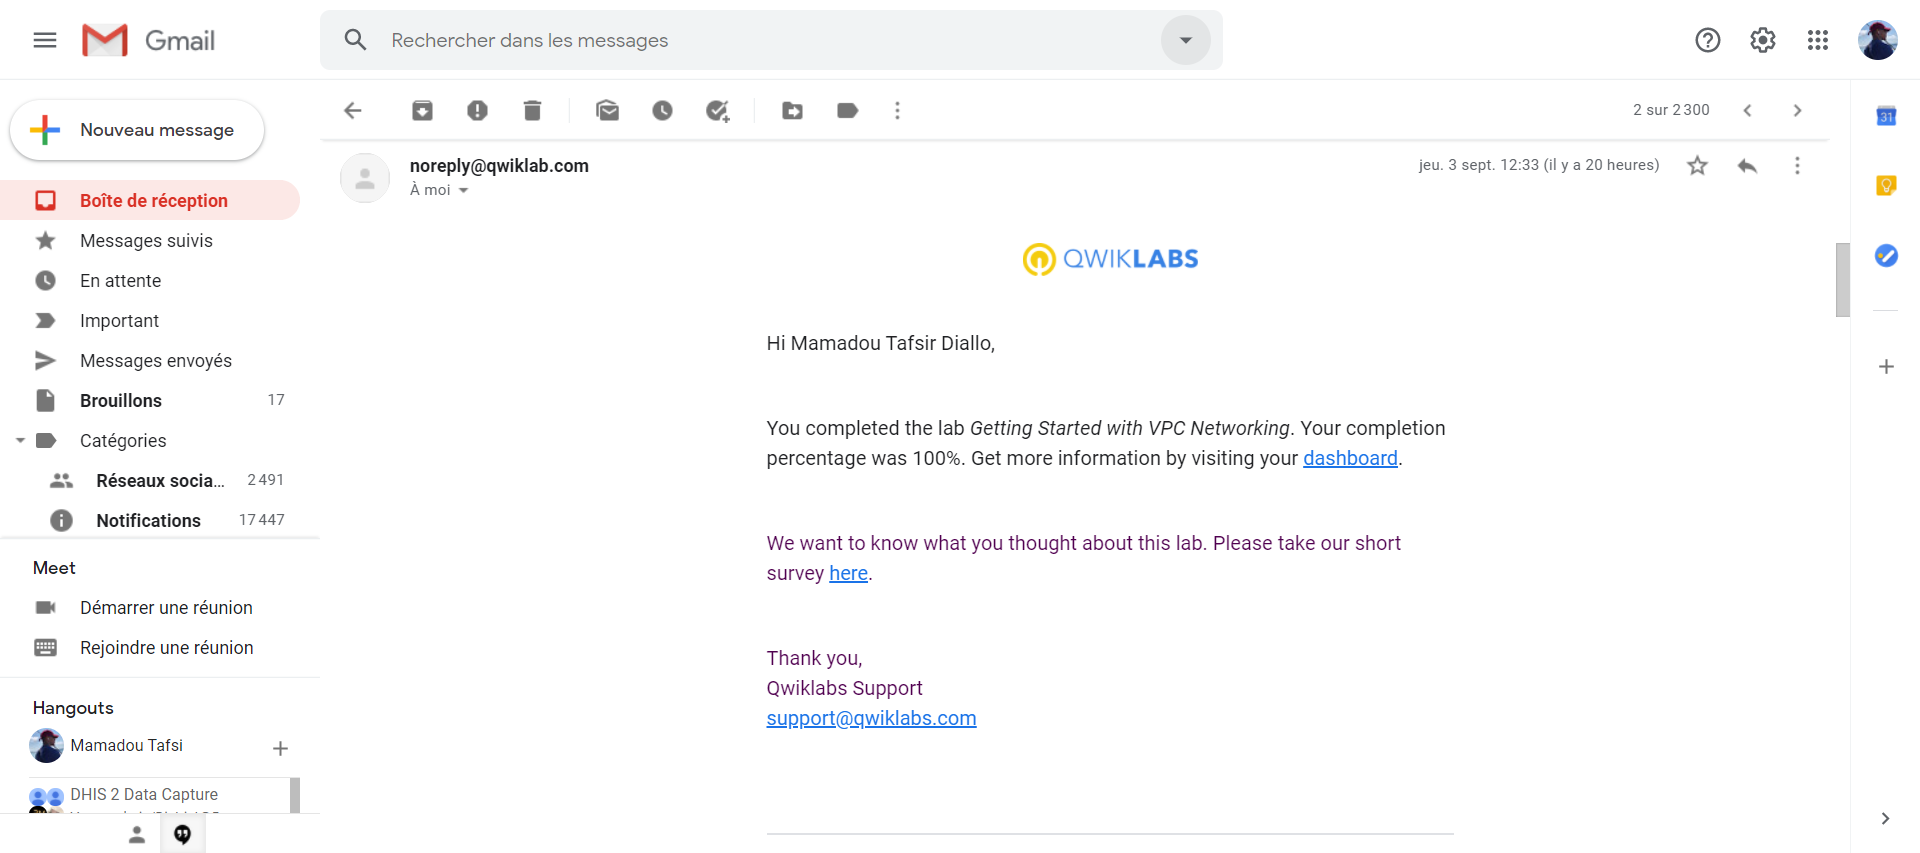 Gmail
Rechercher dans les messages
Nouveau message
2 sur 2 300
31
Boîte de réception
Messages suivis
En attente
Important
Messages envoyés
Brouillons 17
Catégories
Réseaux socia... 2 491
Notifications 17 447
Meet
Démarrer une réunion
Rejoindre une réunion
Hangouts
Mamadou Tafsi
DHIS 2 Data Capture
noreply@qwiklab.com
À moi
jeu. 3 sept. 12:33 (il y a 20 heures)
QWIKLABS
Hi Mamadou Tafsir Diallo,
You completed the lab Getting Started with VPC Networking. Your completion
percentage was 100%. Get more information by visiting your dashboard.
We want to know what you thought about this lab. Please take our short
survey here.
Thank you,
Qwiklabs Support
support@qwiklabs.com